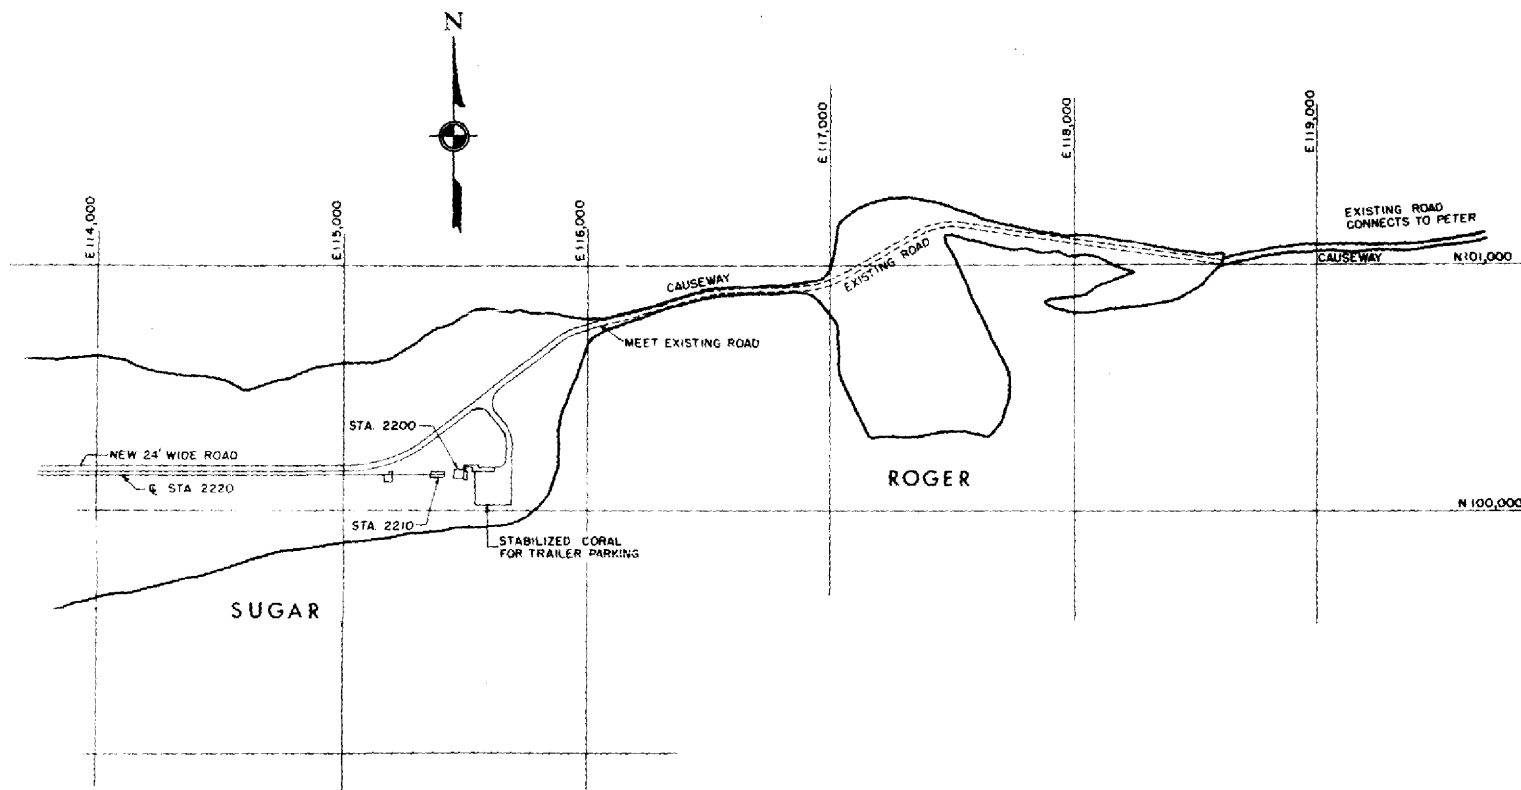 N
E 114,000
E 115,000
E 116,000
E 117,000
E 118,000
E 119,000
EXISTING ROAD
CONNECTS TO PETER
CAUSEWAY
N 101,000
CAUSEWAY
EXISTING ROAD
MEET EXISTING ROAD
STA. 2200
NEW 24' WIDE ROAD
℄ STA 2220
STA. 2210
STABILIZED CORAL
FOR TRAILER PARKING
ROGER
N 100,000
SUGAR